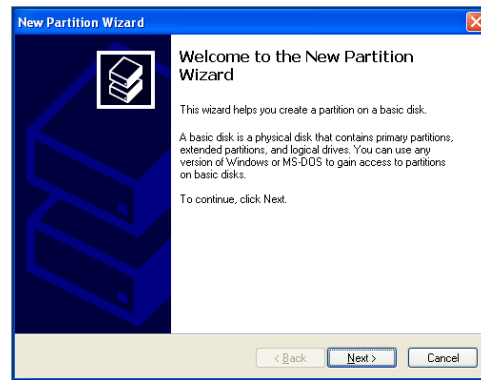 New Partition Wizard
Welcome to the New Partition
Wizard
This wizard helps you create a partition on a basic disk.
A basic disk is a physical disk that contains primary partitions,
extended partitions, and logical drives. You can use any
version of Windows or MS-DOS to gain access to partitions
on basic disks.
To continue, click Next.
< Back Next > Cancel